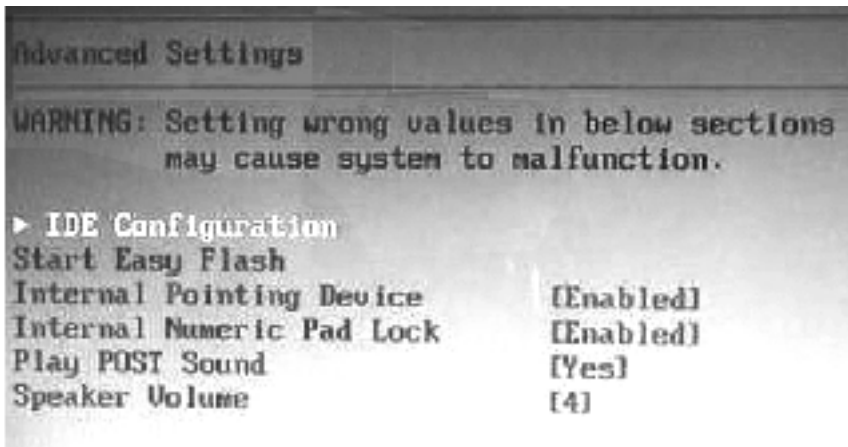 Advanced Settings
WARNING: Setting wrong values in below sections
may cause system to malfunction.
▶ IDE Configuration
Start Easy Flash
Internal Pointing Device [Enabled]
Internal Numeric Pad Lock [Enabled]
Play POST Sound [Yes]
Speaker Volume [4]